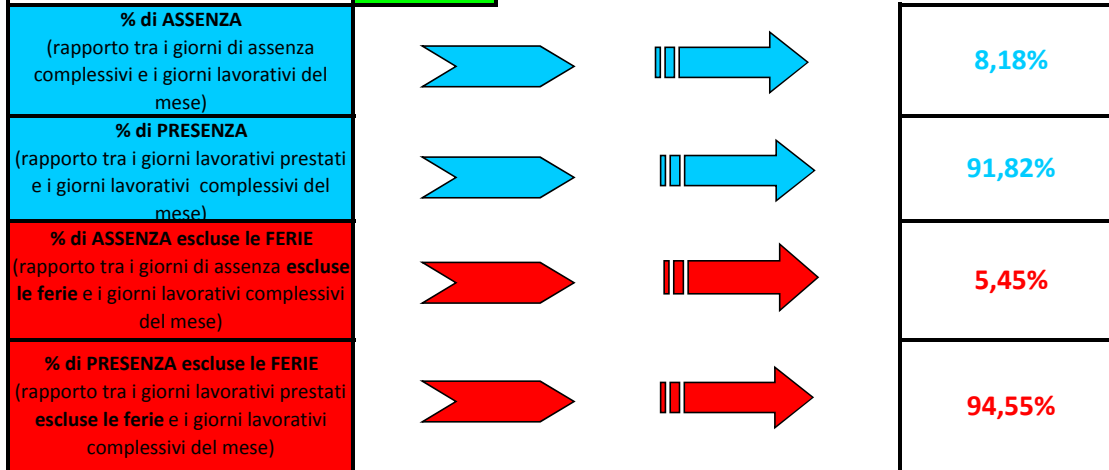 % di ASSENZA
(rapporto tra i giorni di assenza
complessivi e i giorni lavorativi del
mese)
8,18%
% di PRESENZA
(rapporto tra i giorni lavorativi prestati
e i giorni lavorativi complessivi del
mese)
91,82%
% di ASSENZA escluse le FERIE
(rapporto tra i giorni di assenza escluse
le ferie e i giorni lavorativi complessivi
del mese)
5,45%
% di PRESENZA escluse le FERIE
(rapporto tra i giorni lavorativi prestati
escluse le ferie e i giorni lavorativi
complessivi del mese)
94,55%